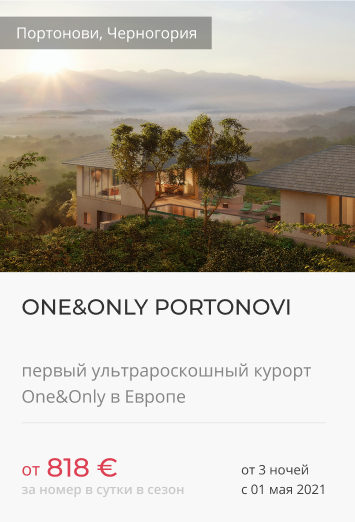 Портонови, Черногория
ONE&ONLY PORTONOVI
первый ультрароскошный курорт
One&Only в Европе
от 818 €
за номер в сутки в сезон
от 3 ночей
с 01 мая 2021